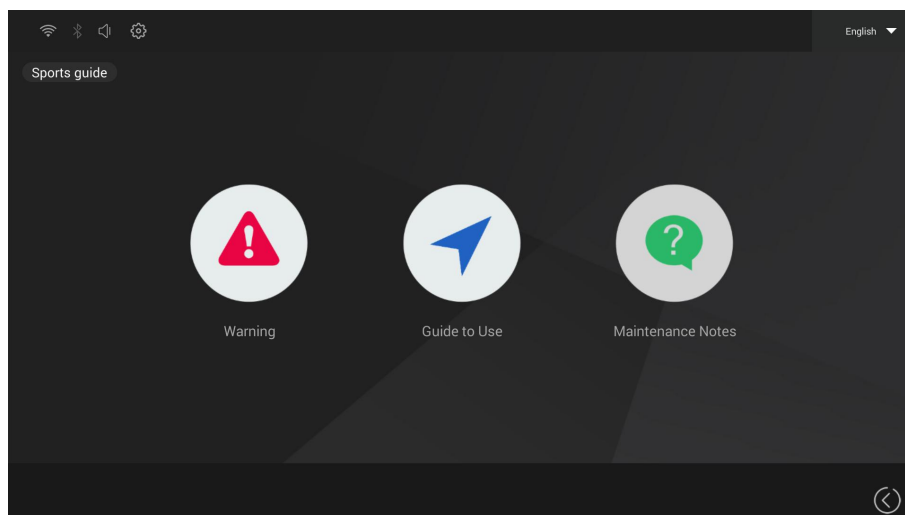 English
Sports guide
Warning
Guide to Use
Maintenance Notes